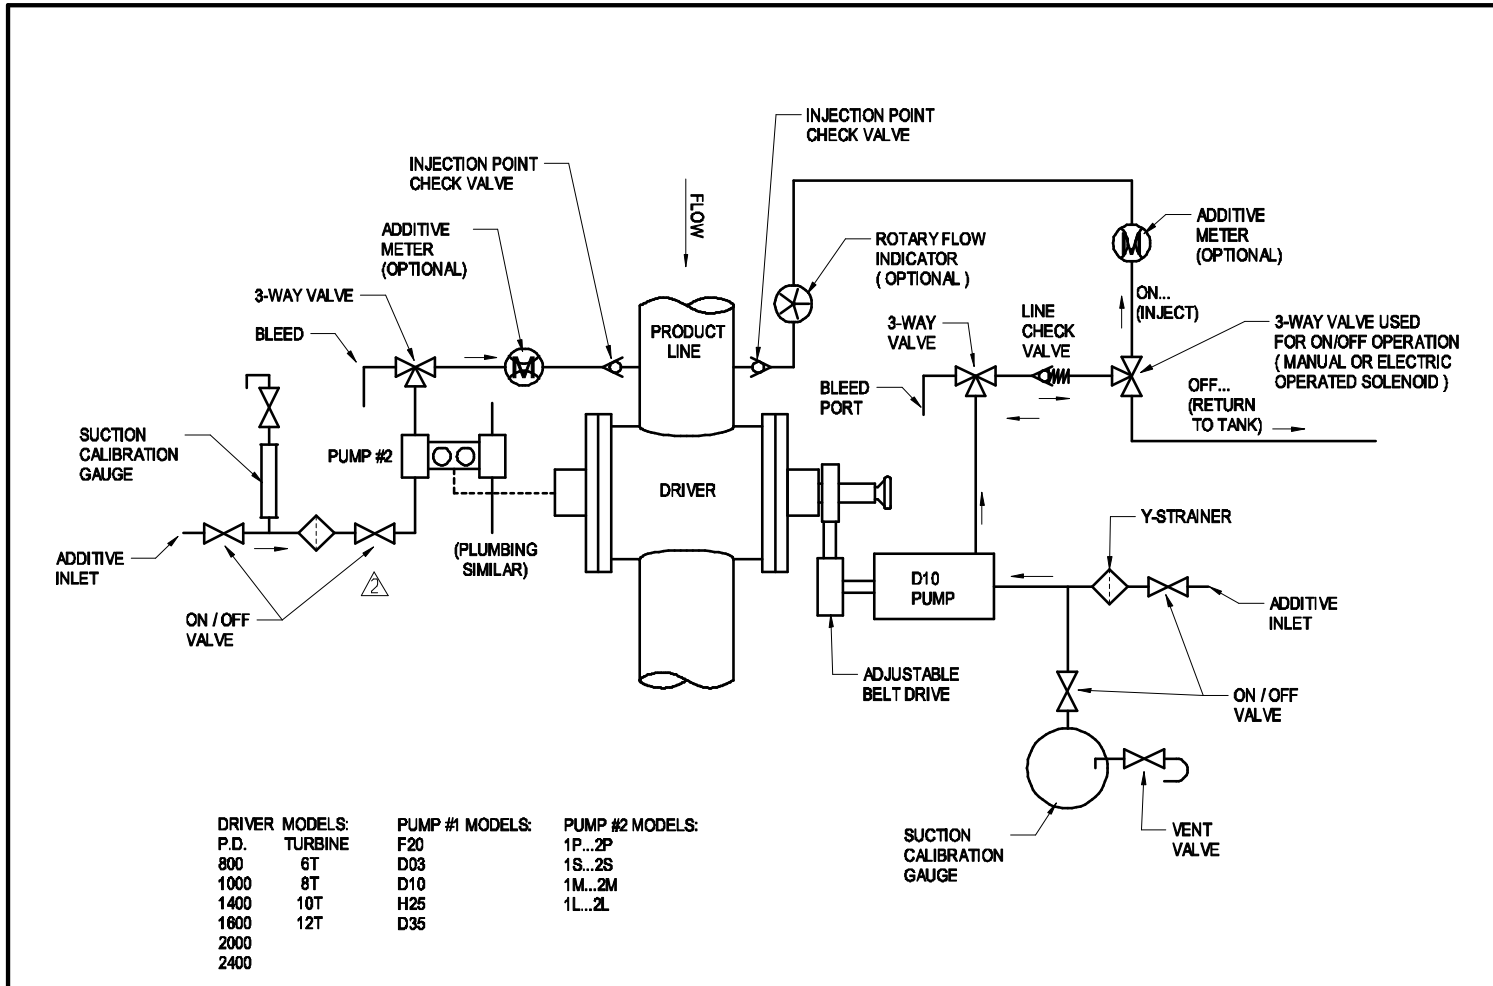 INJECTION POINT
CHECK VALVE
INJECTION POINT
CHECK VALVE
FLOW
ADDITIVE
METER
(OPTIONAL)
ROTARY FLOW
INDICATOR
( OPTIONAL )
ADDITIVE
METER
(OPTIONAL)
3-WAY VALVE
BLEED
M
M
PRODUCT
LINE
3-WAY
VALVE
LINE
CHECK
VALVE
ON...
(INJECT)
3-WAY VALVE USED
FOR ON/OFF OPERATION
( MANUAL OR ELECTRIC
OPERATED SOLENOID )
BLEED
PORT
OFF...
(RETURN
TO TANK)
SUCTION
CALIBRATION
GAUGE
PUMP #2
DRIVER
ADDITIVE
INLET
(PLUMBING
SIMILAR)
2
ON / OFF
VALVE
D10
PUMP
Y-STRAINER
ADDITIVE
INLET
ADJUSTABLE
BELT DRIVE
ON / OFF
VALVE
SUCTION
CALIBRATION
GAUGE
VENT
VALVE
DRIVER MODELS:
P.D. TURBINE
800 6T
1000 8T
1400 10T
1600 12T
2000
2400
PUMP #1 MODELS:
F20
D03
D10
H25
D35
PUMP #2 MODELS:
1P...2P
1S...2S
1M...2M
1L...2L